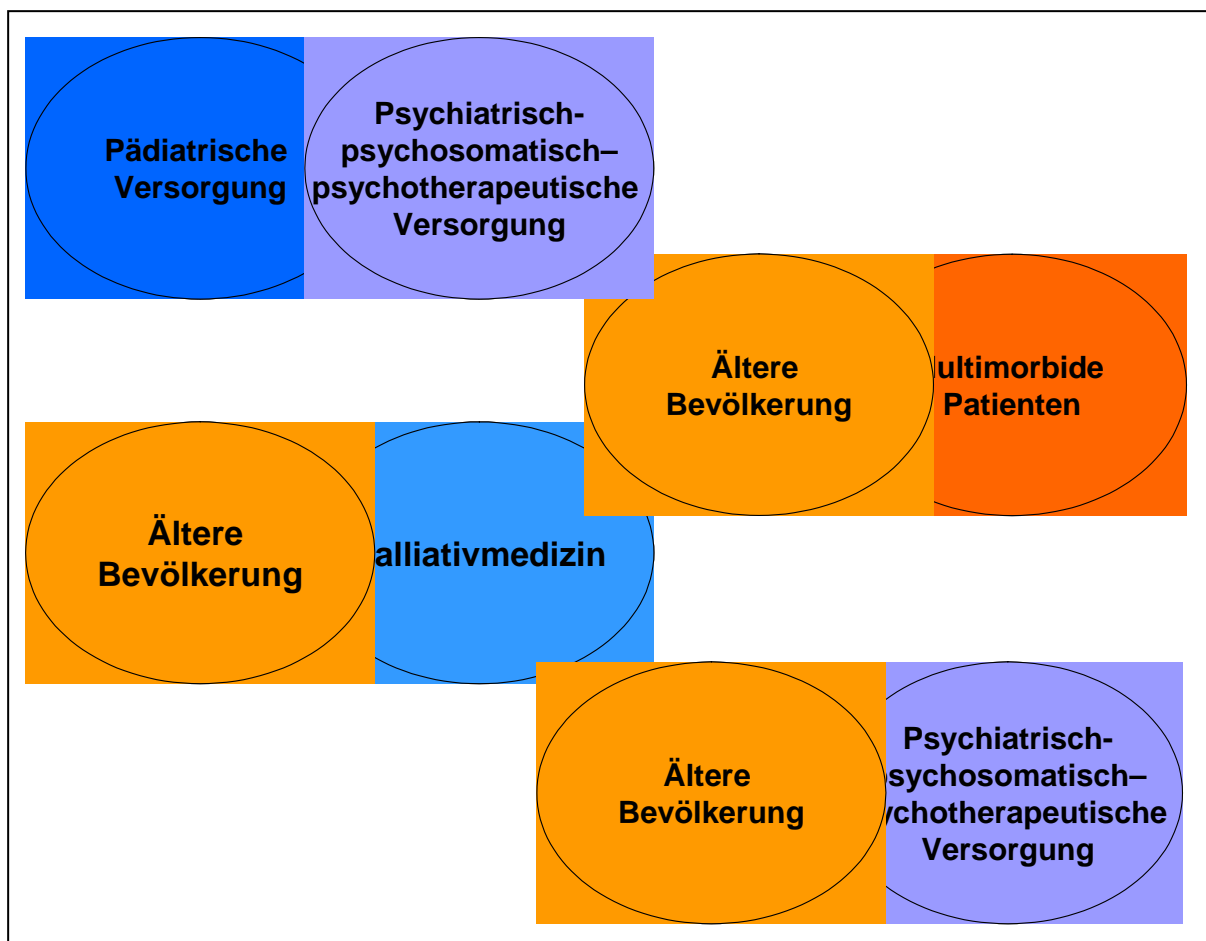 Pädiatrische
Versorgung
Psychiatrisch-
psychosomatisch–
psychotherapeutische
Versorgung
Ältere
Bevölkerung
ultimorbide
Patienten
Ältere
Bevölkerung
alliativmedizin
Ältere
Bevölkerung
Psychiatrisch-
sychosomatisch–
ychotherapeutische
Versorgung